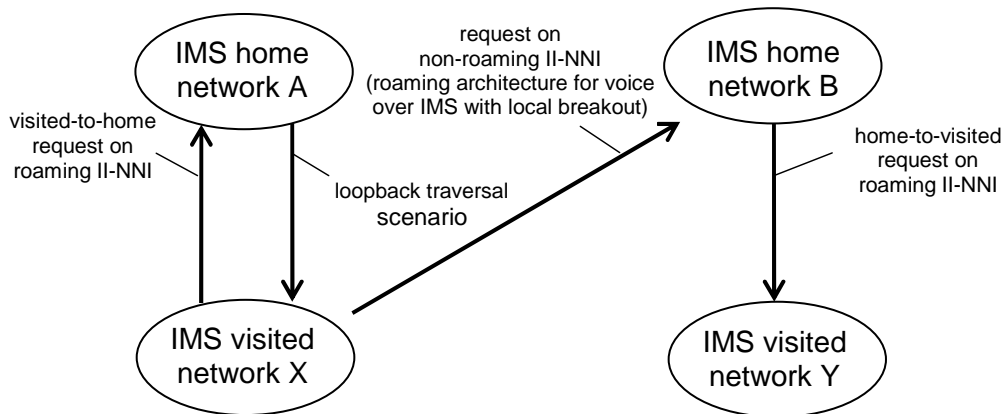 IMS home
network A
request on
non-roaming II-NNI
(roaming architecture for voice
over IMS with local breakout)
IMS home
network B
visited-to-home
request on
roaming II-NNI
loopback traversal
scenario
home-to-visited
request on
roaming II-NNI
IMS visited
network X
IMS visited
network Y